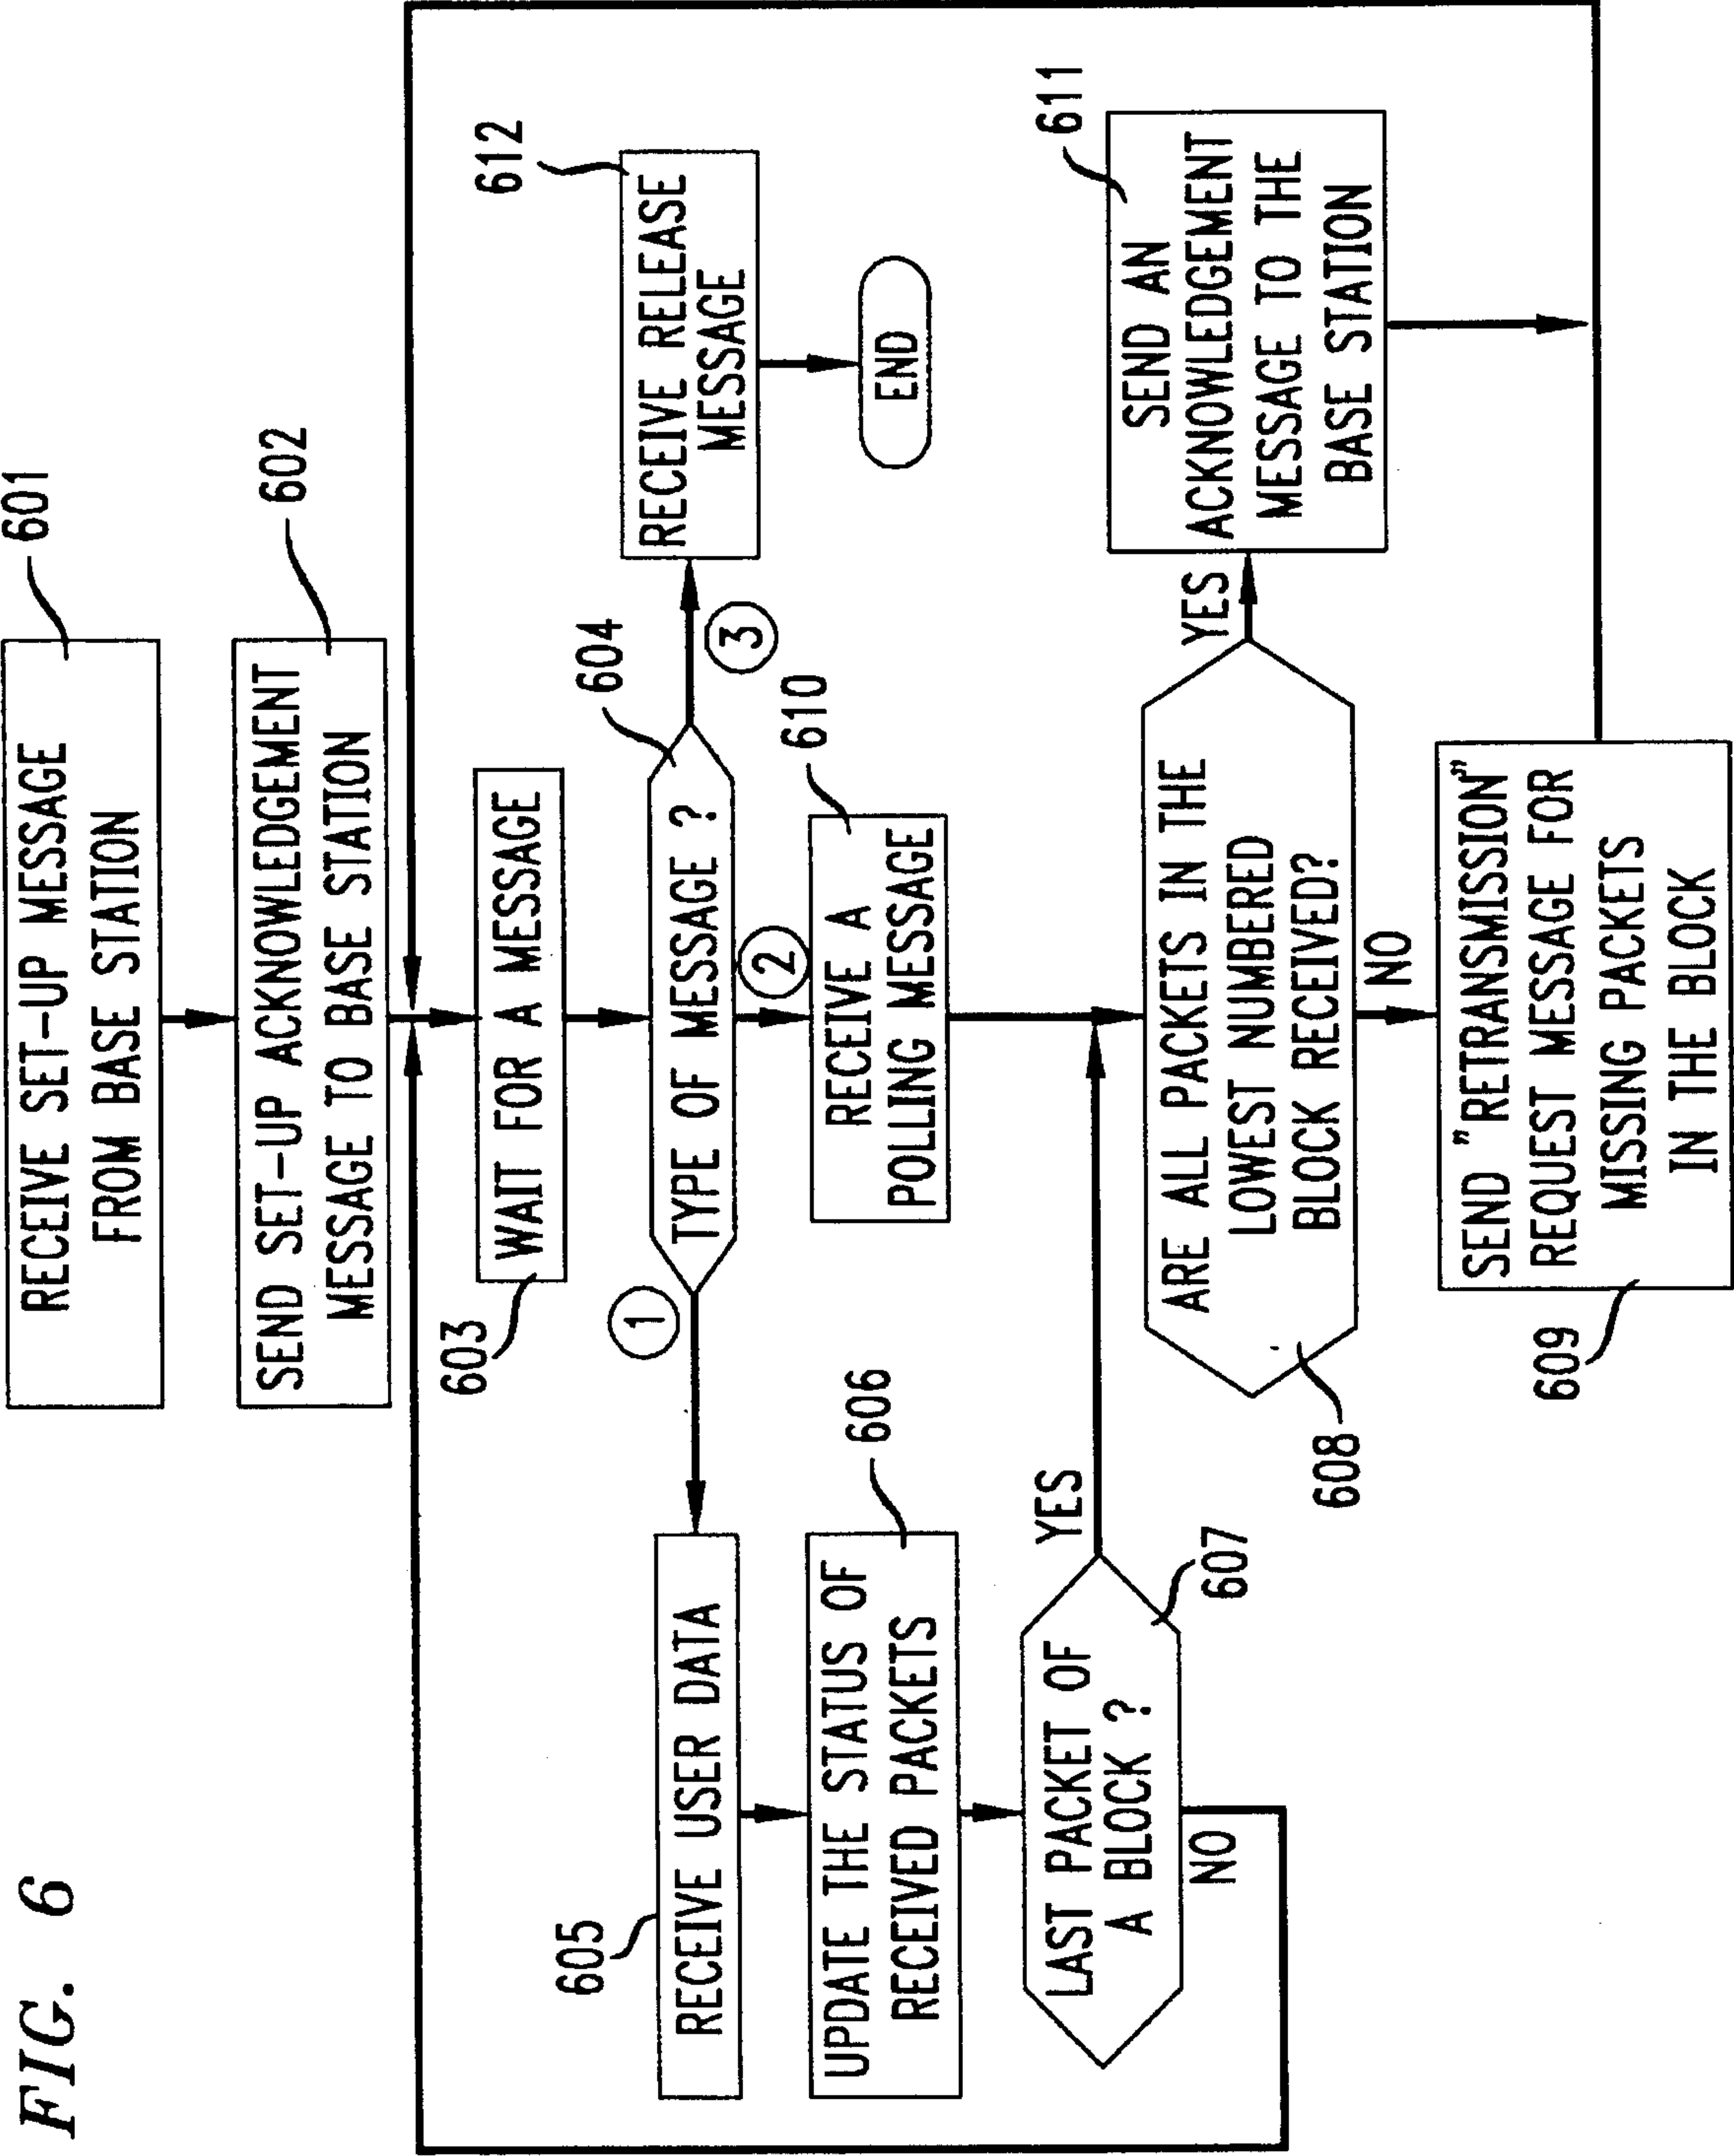 FIG. 6
601
RECEIVE SET-UP MESSAGE
FROM BASE STATION
602
SEND SET-UP ACKNOWLEDGEMENT
MESSAGE TO BASE STATION
603
WAIT FOR A MESSAGE
604
TYPE OF MESSAGE ?
1
2
3
605
RECEIVE USER DATA
606
UPDATE THE STATUS OF
RECEIVED PACKETS
607
LAST PACKET OF
A BLOCK ?
YES
NO
610
RECEIVE A
POLLING MESSAGE
612
RECEIVE RELEASE
MESSAGE
END
608
ARE ALL PACKETS IN THE
LOWEST NUMBERED
BLOCK RECEIVED?
YES
NO
611
SEND AN
ACKNOWLEDGEMENT
MESSAGE TO THE
BASE STATION
609
SEND "RETRANSMISSION"
REQUEST MESSAGE FOR
MISSING PACKETS
IN THE BLOCK